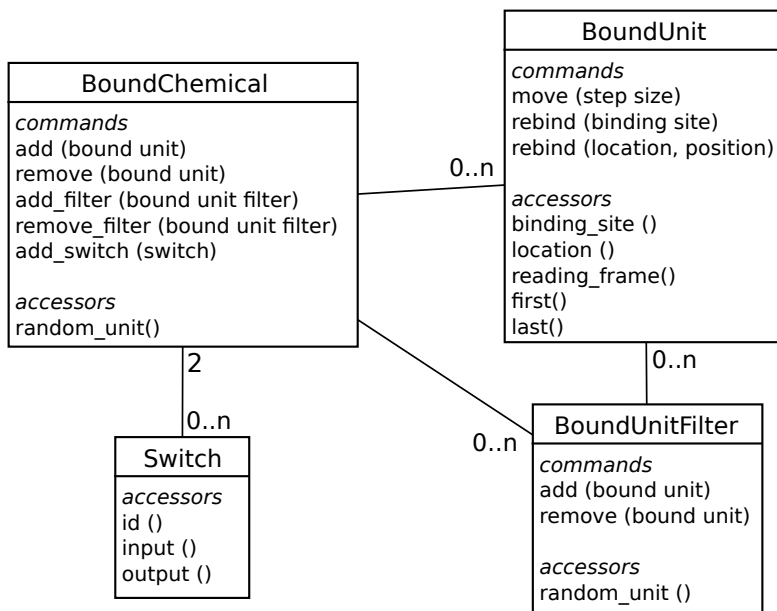 BoundChemical
commands
add (bound unit)
remove (bound unit)
add_filter (bound unit filter)
remove_filter (bound unit filter)
add_switch (switch)
accessors
random_unit()
BoundUnit
commands
move (step size)
rebind (binding site)
rebind (location, position)
accessors
binding_site ()
location ()
reading_frame()
first()
last()
0..n
2
0..n
0..n
0..n
Switch
accessors
id ()
input ()
output ()
BoundUnitFilter
commands
add (bound unit)
remove (bound unit)
accessors
random_unit ()